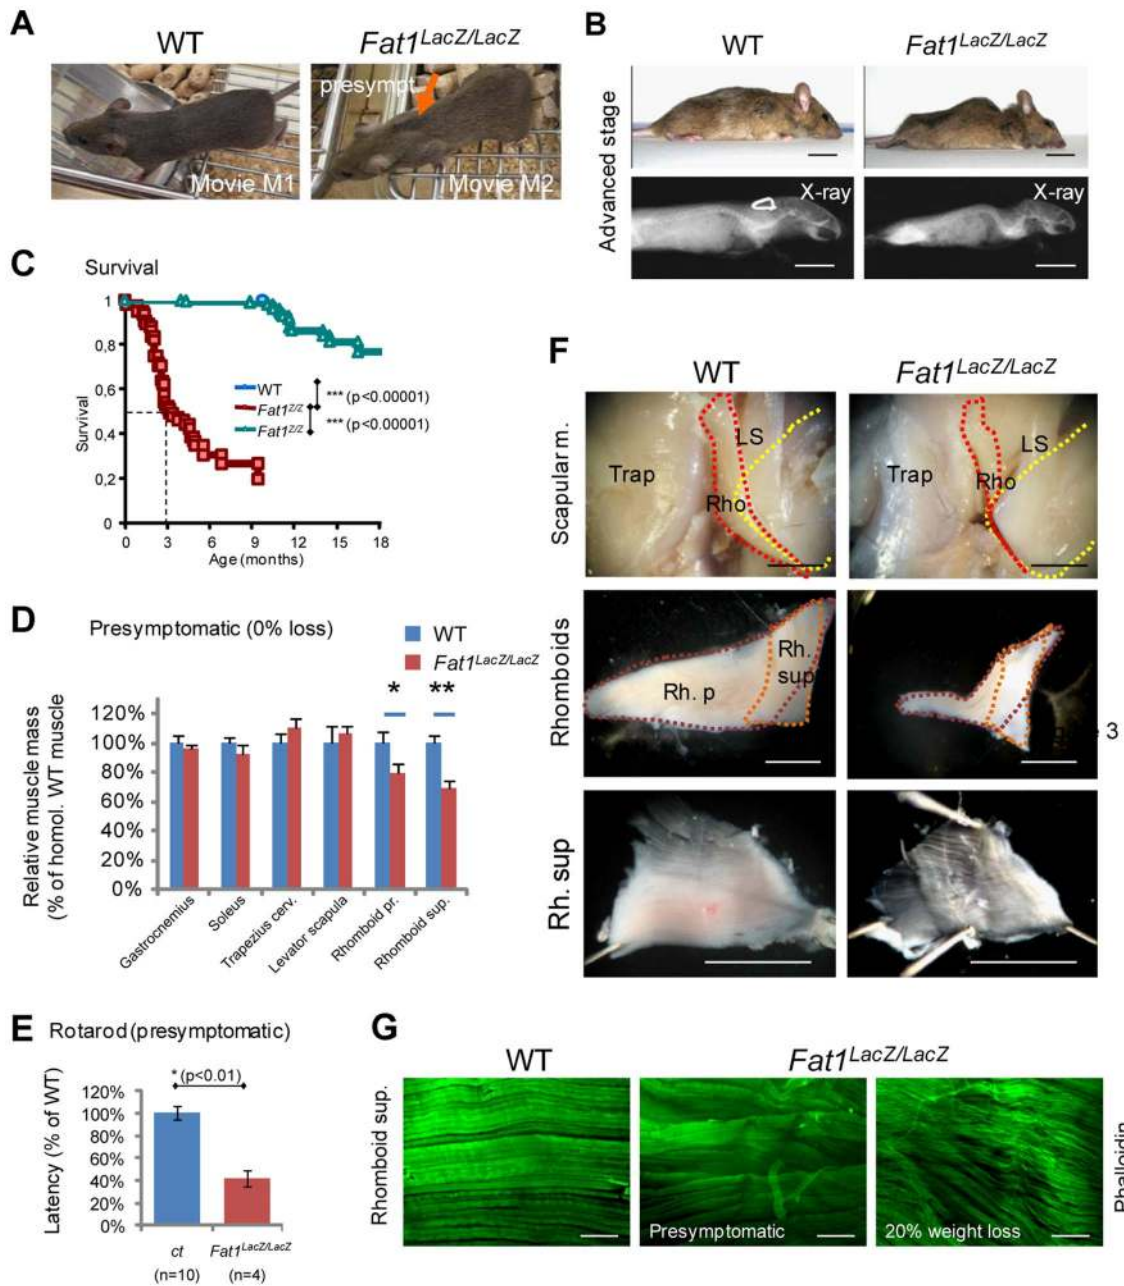 A
WT
Fat1LacZ/LacZ
presympt.
Movie M1
Movie M2
B
WT
Fat1LacZ/LacZ
Advanced stage
X-ray
X-ray
C
Survival
1
0,8
0,6
0,4
0,2
0
Survival
0 3 6 9 12 15 18
Age (months)
WT
Fat1Z/Z
Fat1Z/Z
*** (p<0.00001)
*** (p<0.00001)
D
Presymptomatic (0% loss)
WT
Fat1LacZ/LacZ
* **
120%
100%
80%
60%
40%
20%
0%
Relative muscle mass
(% of homol. WT muscle)
Gastrocnemius
Soleus
Trapezius cerv.
Levator scapula
Rhomboid pr.
Rhomboid sup.
E
Rotarod (presymptomatic)
* (p<0.01)
120%
100%
80%
60%
40%
20%
0%
Latency (% of WT)
ct
(n=10)
Fat1LacZ/LacZ
(n=4)
F
WT
Fat1LacZ/LacZ
Scapular m.
Trap
LS
Rho
Trap
LS
Rho
Rhomboids
Rh. p
Rh.
sup
3
Rh. sup
G
WT
Fat1LacZ/LacZ
Rhomboid sup.
Presymptomatic
20% weight loss
Phalloidin